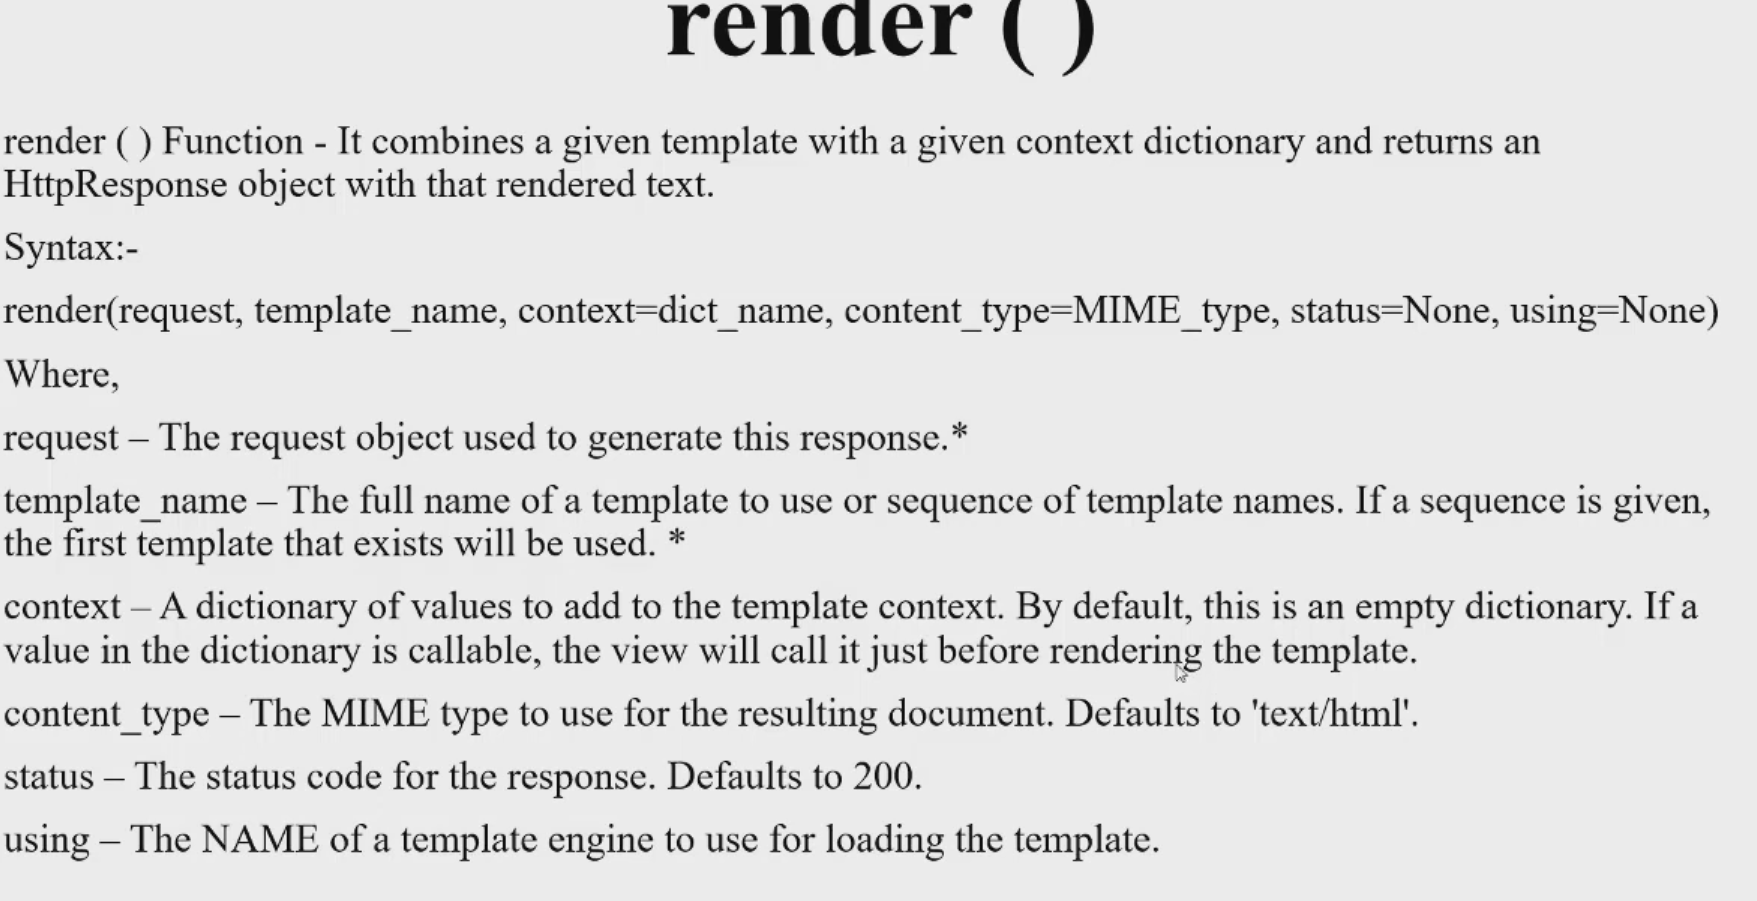 render ( )
render ( ) Function - It combines a given template with a given context dictionary and returns an
HttpResponse object with that rendered text.
Syntax:-
render(request, template_name, context=dict_name, content_type=MIME_type, status=None, using=None)
Where,
request – The request object used to generate this response.*
template_name – The full name of a template to use or sequence of template names. If a sequence is given,
the first template that exists will be used. *
context – A dictionary of values to add to the template context. By default, this is an empty dictionary. If a
value in the dictionary is callable, the view will call it just before rendering the template.
content_type – The MIME type to use for the resulting document. Defaults to 'text/html'.
status – The status code for the response. Defaults to 200.
using – The NAME of a template engine to use for loading the template.